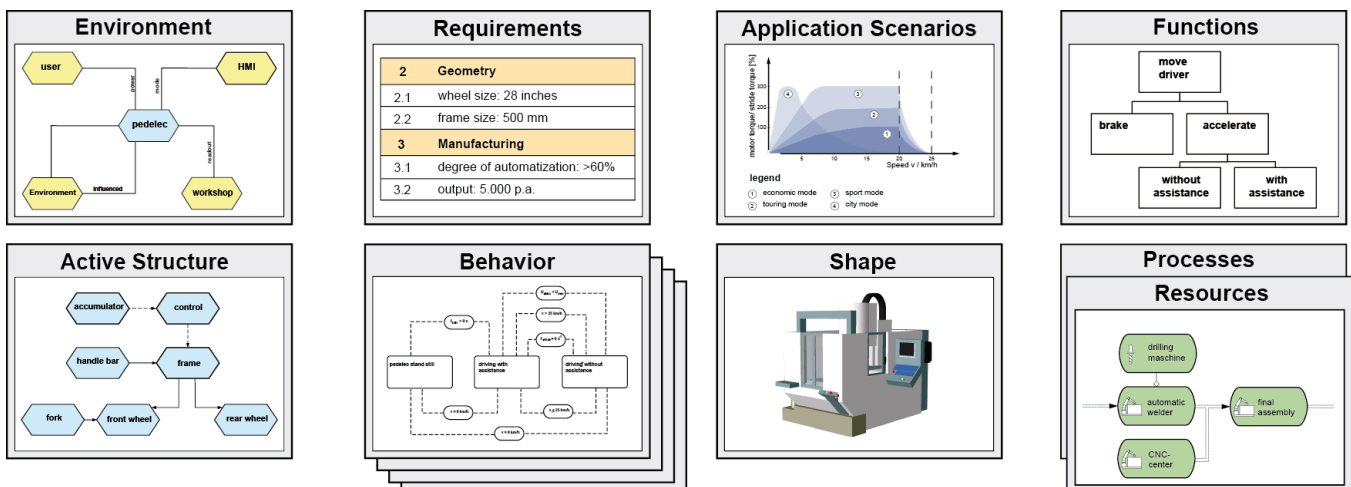 Environment
user
HMI
power
mode
pedelec
readout
Environment
influenced
workshop
Requirements
2 Geometry
2.1 wheel size: 28 inches
2.2 frame size: 500 mm
3 Manufacturing
3.1 degree of automatization: >60%
3.2 output: 5.000 p.a.
Application Scenarios
motor torque/ stride torque [%]
300
200
100
4
3
2
1
5 10 15 20 25
Speed v / km/h
legend
1 economic mode 3 sport mode
2 touring mode 4 city mode
Functions
move
driver
brake
accelerate
without
assistance
with
assistance
Active Structure
accumulator
control
handle bar
frame
fork
front wheel
rear wheel
Behavior
pedelec stand still
driving with
assistance
driving without
assistance
Shape
Processes
Resources
drilling
maschine
automatic
welder
final
assembly
CNC-
center